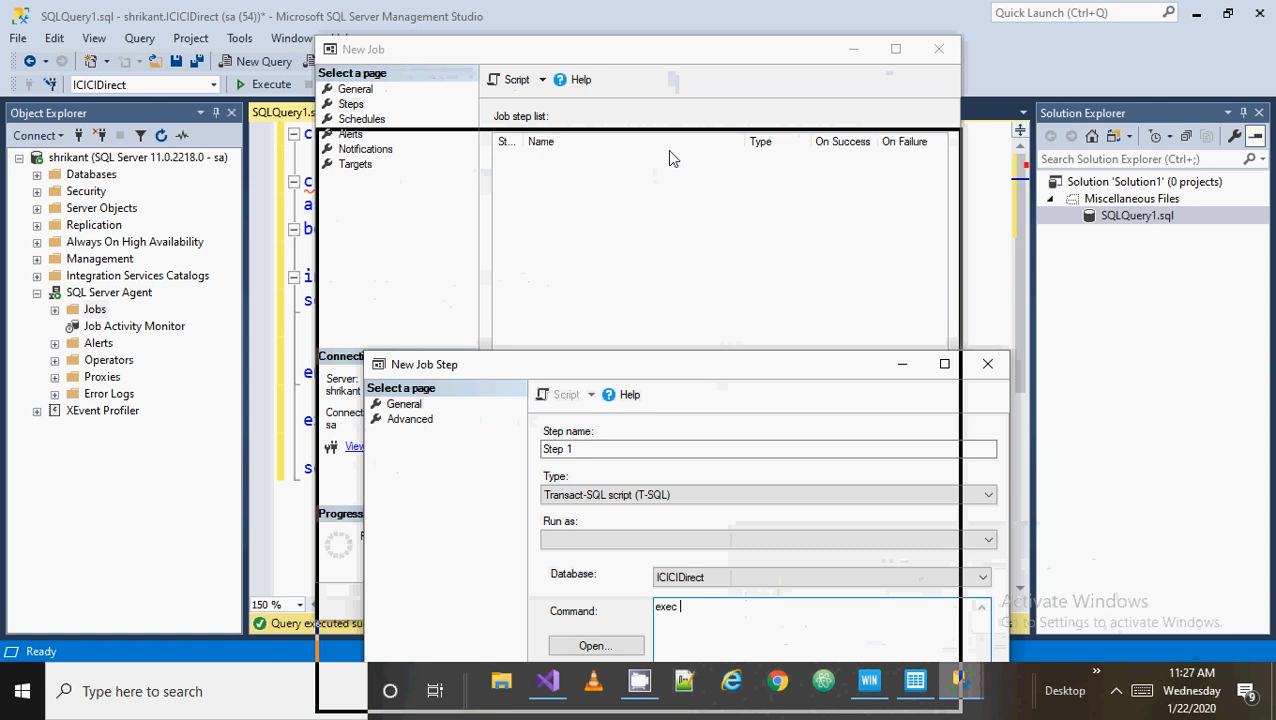 SQLQuery1.sql - shrikant.ICICIDirect (sa (54))* - Microsoft SQL Server Management Studio
Quick Launch (Ctrl+Q)
File Edit View Query Project Tools Window
New Query
ICICIDirect
Execute
New Job
Select a page
General
Steps
Schedules
Alerts
Notifications
Targets
Script
Help
Job step list:
St... Name Type On Success On Failure
Object Explorer
Connect
shrikant (SQL Server 11.0.2218.0 - sa)
Databases
Security
Server Objects
Replication
Always On High Availability
Management
Integration Services Catalogs
SQL Server Agent
Jobs
Job Activity Monitor
Alerts
Operators
Proxies
Error Logs
XEvent Profiler
SQLQuery1.s
c
c
a
b
i
s
e
e
s
150 %
Query executed su
Connecti
Server:
shrikant
Connect
sa
View
Progress
New Job Step
Select a page
General
Advanced
Script
Help
Step name:
Step 1
Type:
Transact-SQL script (T-SQL)
Run as:
Database:
ICICIDirect
Command:
exec
Open...
Solution Explorer
Search Solution Explorer (Ctrl+;)
Solution 'Solution1' (0 projects)
Miscellaneous Files
SQLQuery1.sql
Activate Windows
Go to Settings to activate Windows.
Ready
Type here to search
WIN
Desktop
11:27 AM
Wednesday
1/22/2020
9